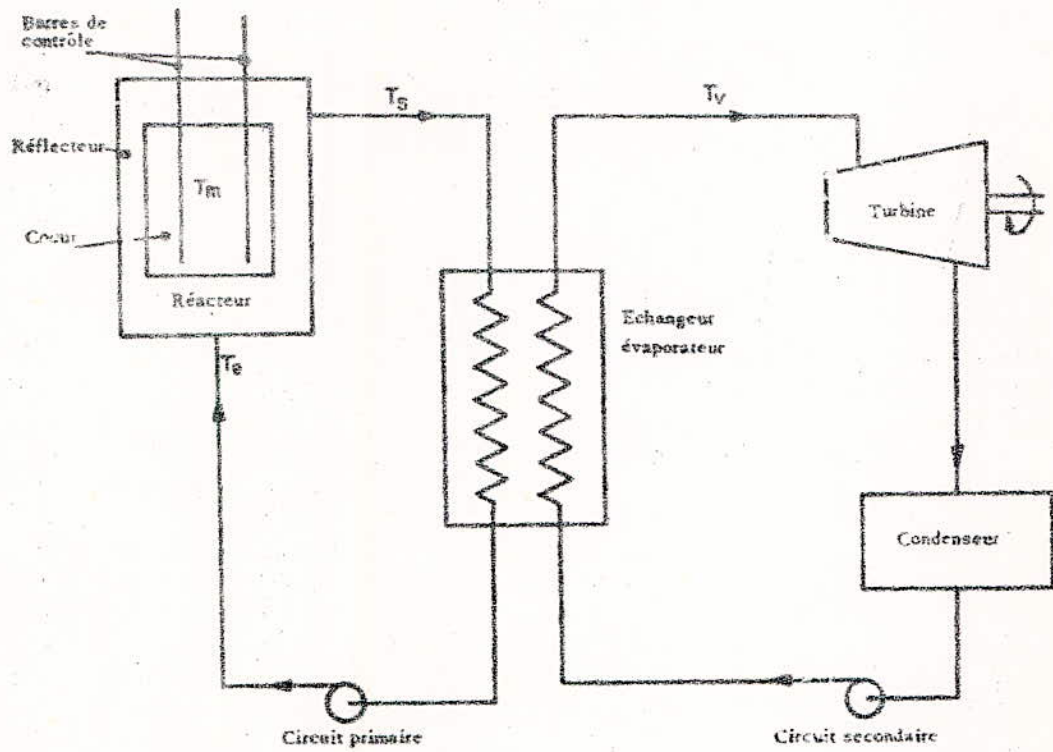 Barres de
contrôle
Ts
Tv
Réflecteur
Tm
Turbine
Coeur
Réacteur
Echangeur
évaporateur
Te
Condenseur
Circuit primaire
Circuit secondaire